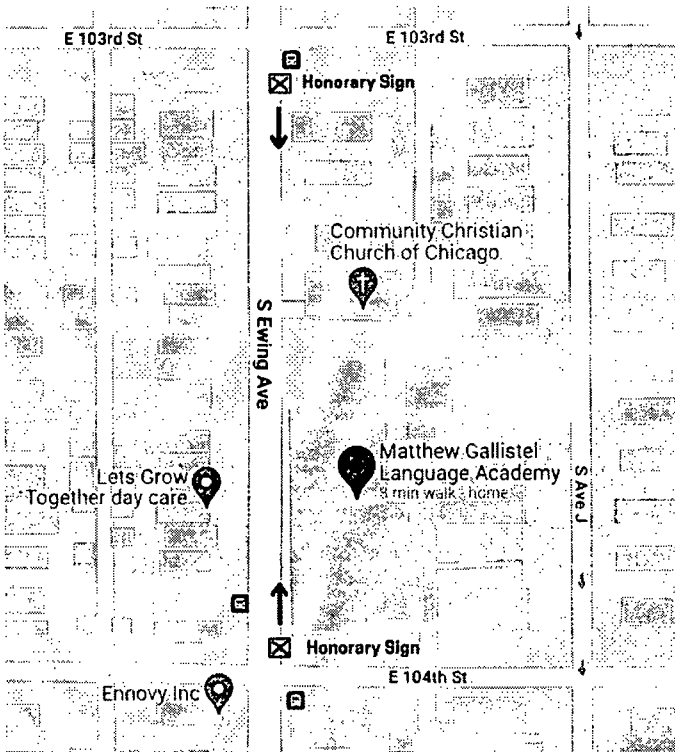 E 103rd St
E 103rd St
Honorary Sign
Community Christian
Church of Chicago
S Ewing Ave
Matthew Gallistel
Language Academy
Lets Grow
Together day care
S Ave J
Honorary Sign
E 104th St
Ennovy Inc